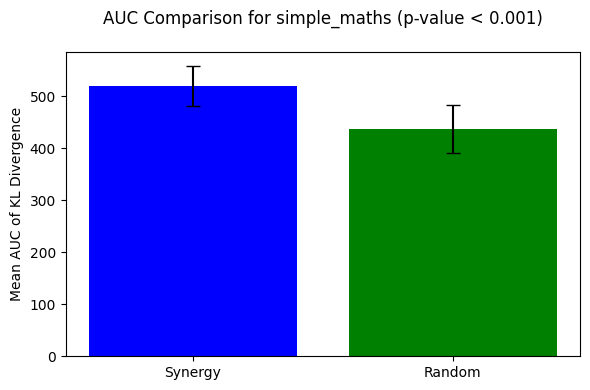 AUC Comparison for simple_maths (p-value < 0.001)
Mean AUC of KL Divergence
500
400
300
200
100
0
Synergy
Random